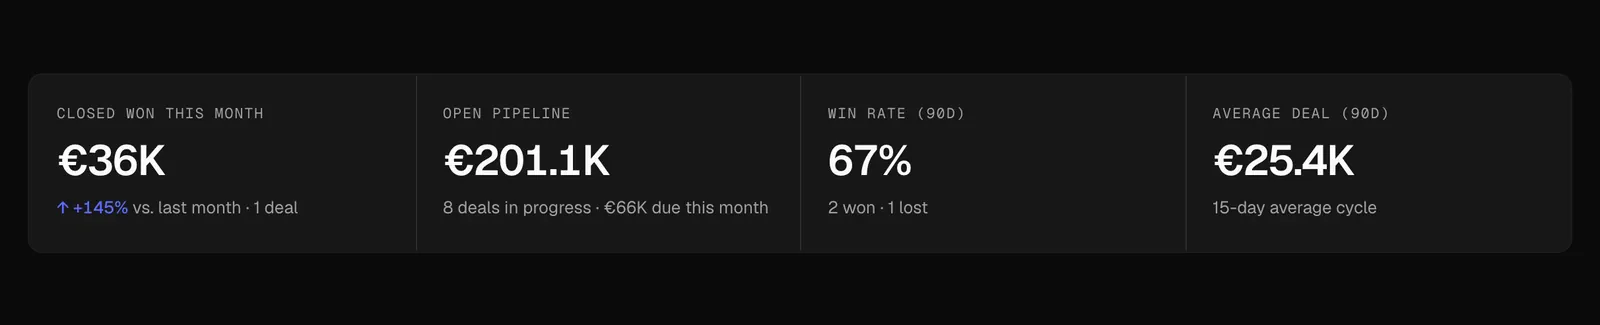 CLOSED WON THIS MONTH
€36K
↑ +145% vs. last month · 1 deal
OPEN PIPELINE
€201.1K
8 deals in progress · €66K due this month
WIN RATE (90D)
67%
2 won · 1 lost
AVERAGE DEAL (90D)
€25.4K
15-day average cycle